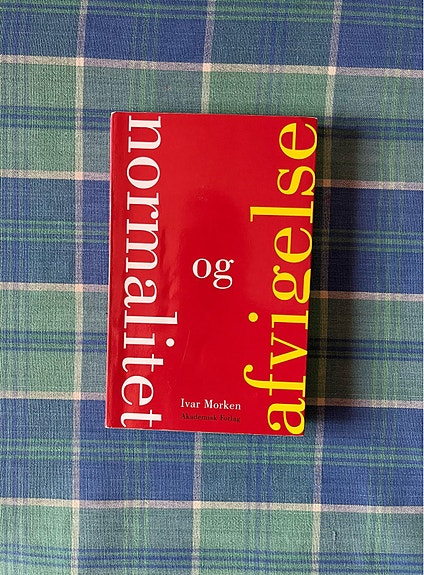 normalitet
og
afvigelse
Ivar Morken
Akademisk Forlag